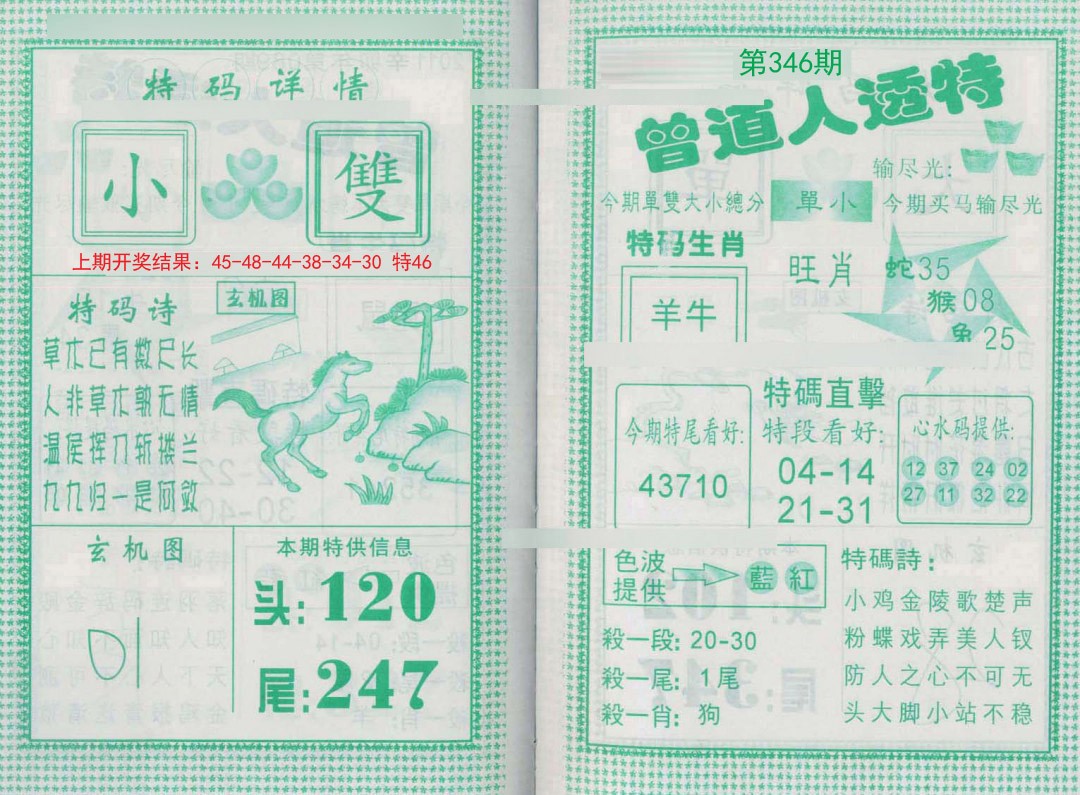 特码详情
小
雙
上期开奖结果：45-48-44-38-34-30 特46
特码诗
玄机图
草木已有数尺长
人非草木孰无情
温侯挥刀斩楼兰
九九归一是何数
玄机图
01
本期特供信息
头:120
尾:247
第346期
曾道人透特
输尽光:
今期單雙大小總分
單小
今期买马输尽光
特码生肖
羊牛
旺肖
蛇35
猴08
兔25
今期特尾看好:
43710
特碼直擊
特段看好:
04-14
21-31
心水码提供:
12 37 24 02
27 11 32 22
色波
提供
藍 紅
殺一段: 20-30
殺一尾: 1尾
殺一肖: 狗
特碼詩:
小鸡金陵歌楚声
粉蝶戏弄美人钗
防人之心不可无
头大脚小站不稳